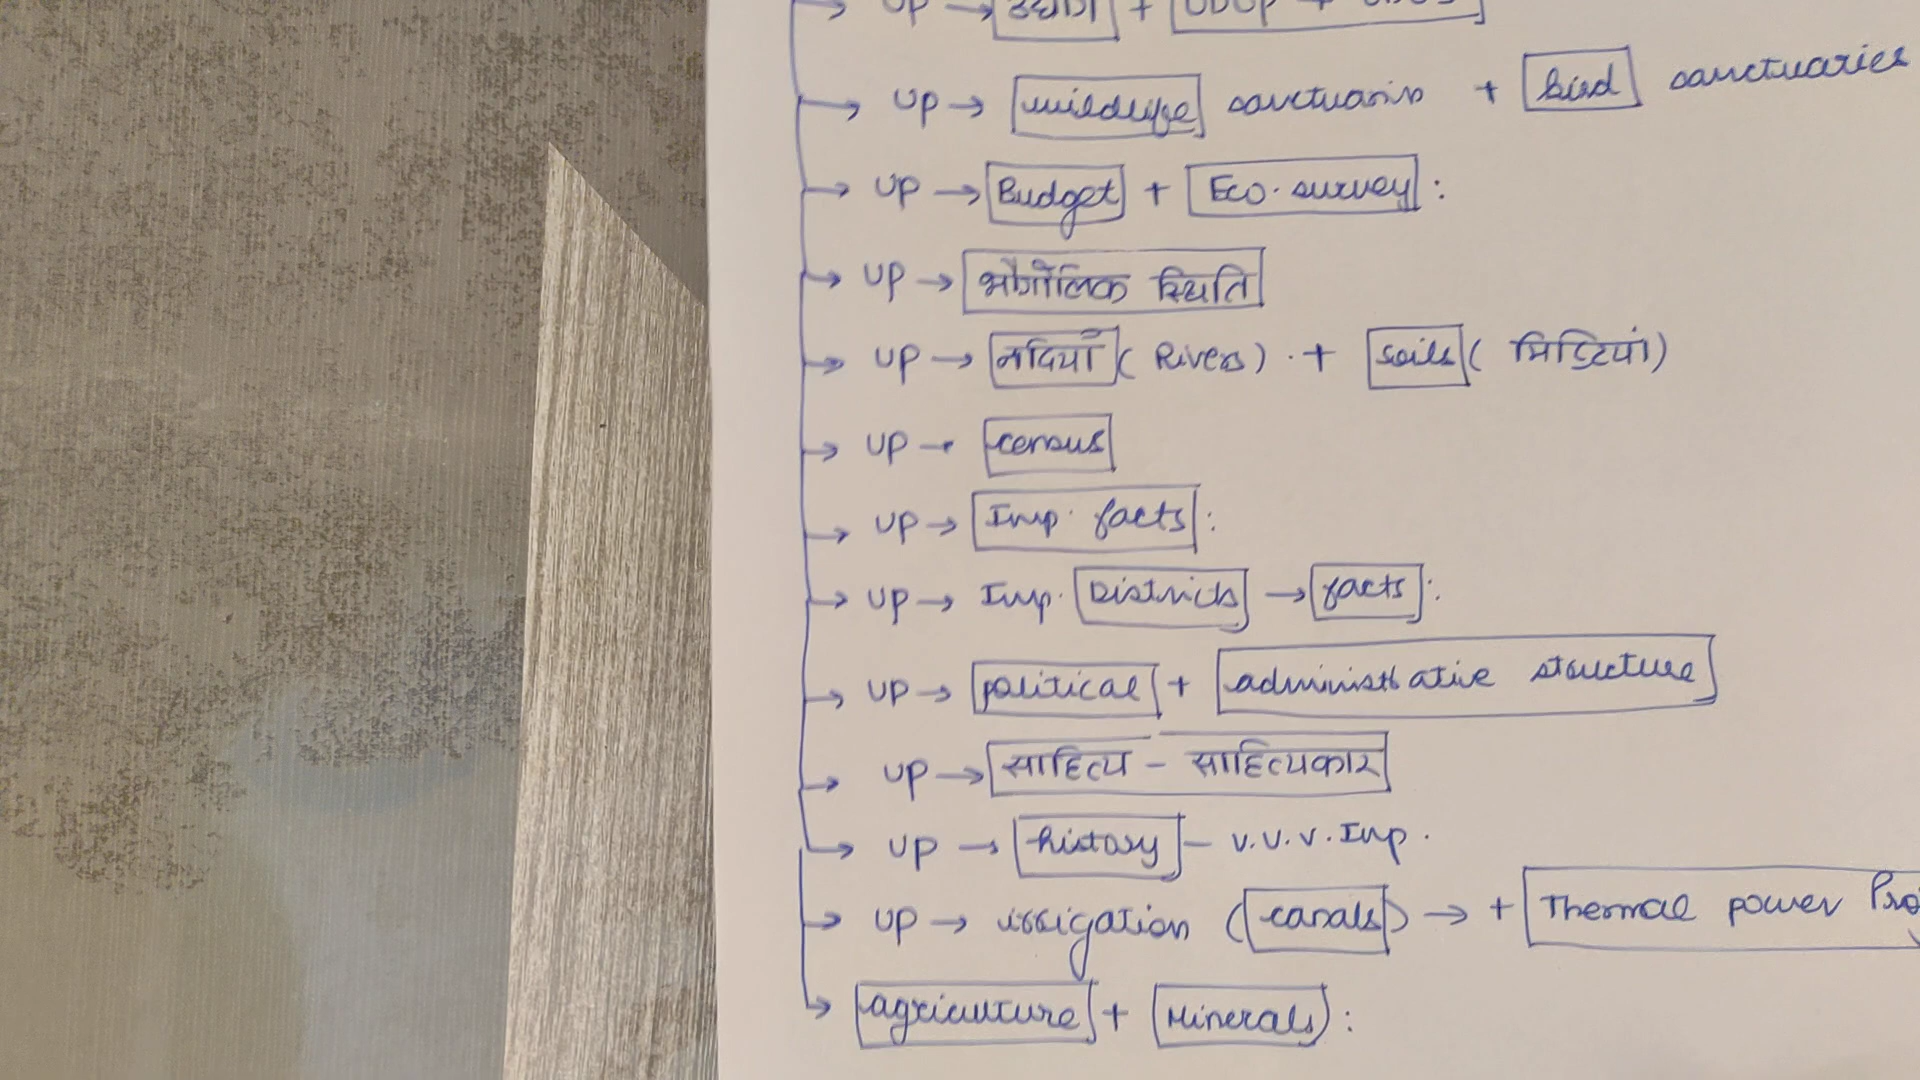 UP → उद्योग +
UP → wildlife sanctuaries + bird sanctuaries
UP → Budget + Eco. survey :
UP → भौगोलिक स्थिति
UP → नदियाँ ( Rivers ) . + soils ( मिट्टियां )
UP → census
UP → Imp. facts :
UP → Imp. Districts → facts :
UP → political + administrative structure
UP → साहित्य - साहित्यकार
UP → history - V.V.V. Imp.
UP → irrigation ( canals ) → + Thermal power
agriculture + Minerals :